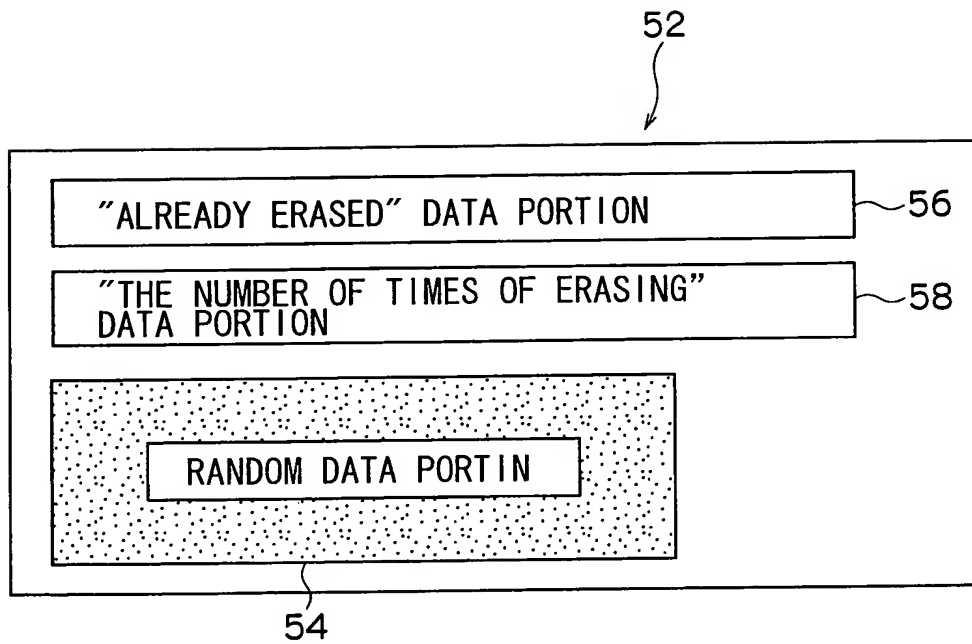 52
"ALREADY ERASED" DATA PORTION
56
"THE NUMBER OF TIMES OF ERASING"
DATA PORTION
58
RANDOM DATA PORTIN
54